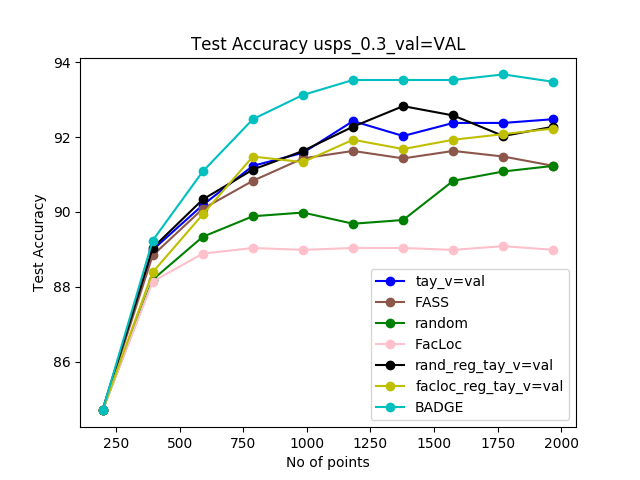 Test Accuracy usps_0.3_val=VAL
94
92
90
88
86
Test Accuracy
250
500
750
1000
1250
1500
1750
2000
No of points
tay_v=val
FASS
random
FacLoc
rand_reg_tay_v=val
facloc_reg_tay_v=val
BADGE